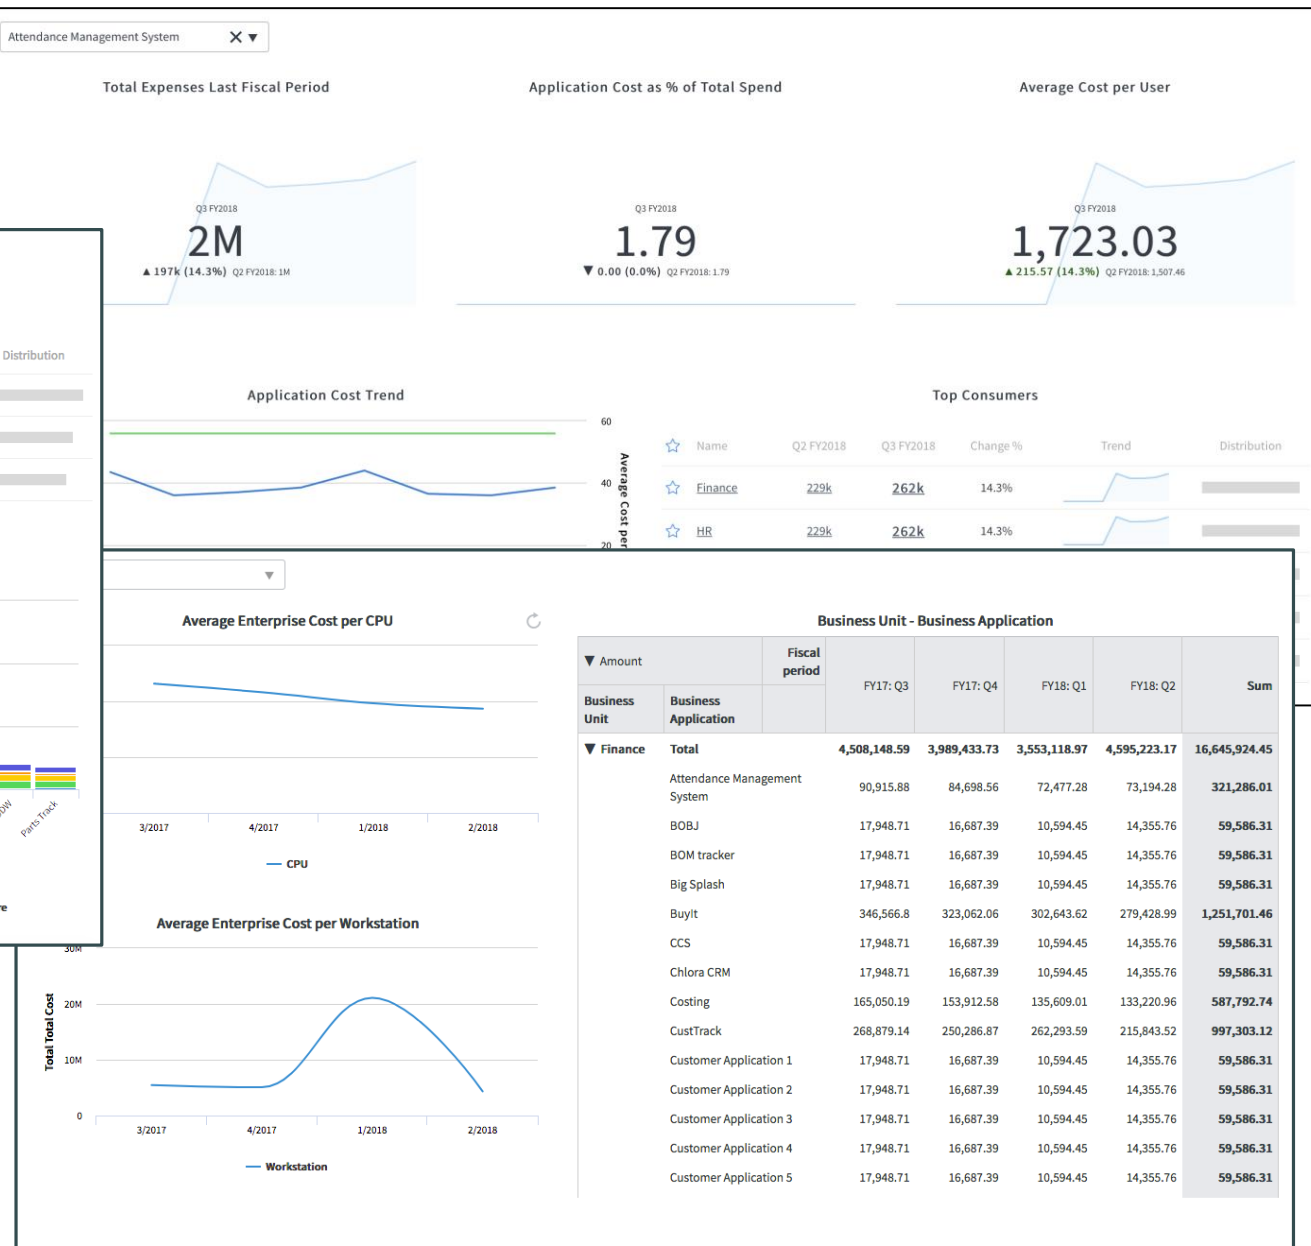 Attendance Management System
Total Expenses Last Fiscal Period
Application Cost as % of Total Spend
Average Cost per User
Q3 FY2018
2M
▲ 197k (14.3%) Q2 FY2018: 1M
Q3 FY2018
1.79
▼ 0.00 (0.0%) Q2 FY2018: 1.79
Q3 FY2018
1,723.03
▲ 215.57 (14.3%) Q2 FY2018: 1,507.46
Distribution
Application Cost Trend
60
40
20
Average Cost per
Top Consumers
Name Q2 FY2018 Q3 FY2018 Change % Trend Distribution
Finance 229k 262k 14.3%
HR 229k 262k 14.3%
Parts Track
Average Enterprise Cost per CPU
3/2017 4/2017 1/2018 2/2018
CPU
Average Enterprise Cost per Workstation
30M
20M
10M
0
Total Total Cost
3/2017 4/2017 1/2018 2/2018
Workstation
Business Unit - Business Application
▼ Amount Fiscal period FY17: Q3 FY17: Q4 FY18: Q1 FY18: Q2 Sum
Business Unit Business Application
▼ Finance Total 4,508,148.59 3,989,433.73 3,553,118.97 4,595,223.17 16,645,924.45
Attendance Management System 90,915.88 84,698.56 72,477.28 73,194.28 321,286.01
BOBJ 17,948.71 16,687.39 10,594.45 14,355.76 59,586.31
BOM tracker 17,948.71 16,687.39 10,594.45 14,355.76 59,586.31
Big Splash 17,948.71 16,687.39 10,594.45 14,355.76 59,586.31
BuyIt 346,566.8 323,062.06 302,643.62 279,428.99 1,251,701.46
CCS 17,948.71 16,687.39 10,594.45 14,355.76 59,586.31
Chlora CRM 17,948.71 16,687.39 10,594.45 14,355.76 59,586.31
Costing 165,050.19 153,912.58 135,609.01 133,220.96 587,792.74
CustTrack 268,879.14 250,286.87 262,293.59 215,843.52 997,303.12
Customer Application 1 17,948.71 16,687.39 10,594.45 14,355.76 59,586.31
Customer Application 2 17,948.71 16,687.39 10,594.45 14,355.76 59,586.31
Customer Application 3 17,948.71 16,687.39 10,594.45 14,355.76 59,586.31
Customer Application 4 17,948.71 16,687.39 10,594.45 14,355.76 59,586.31
Customer Application 5 17,948.71 16,687.39 10,594.45 14,355.76 59,586.31